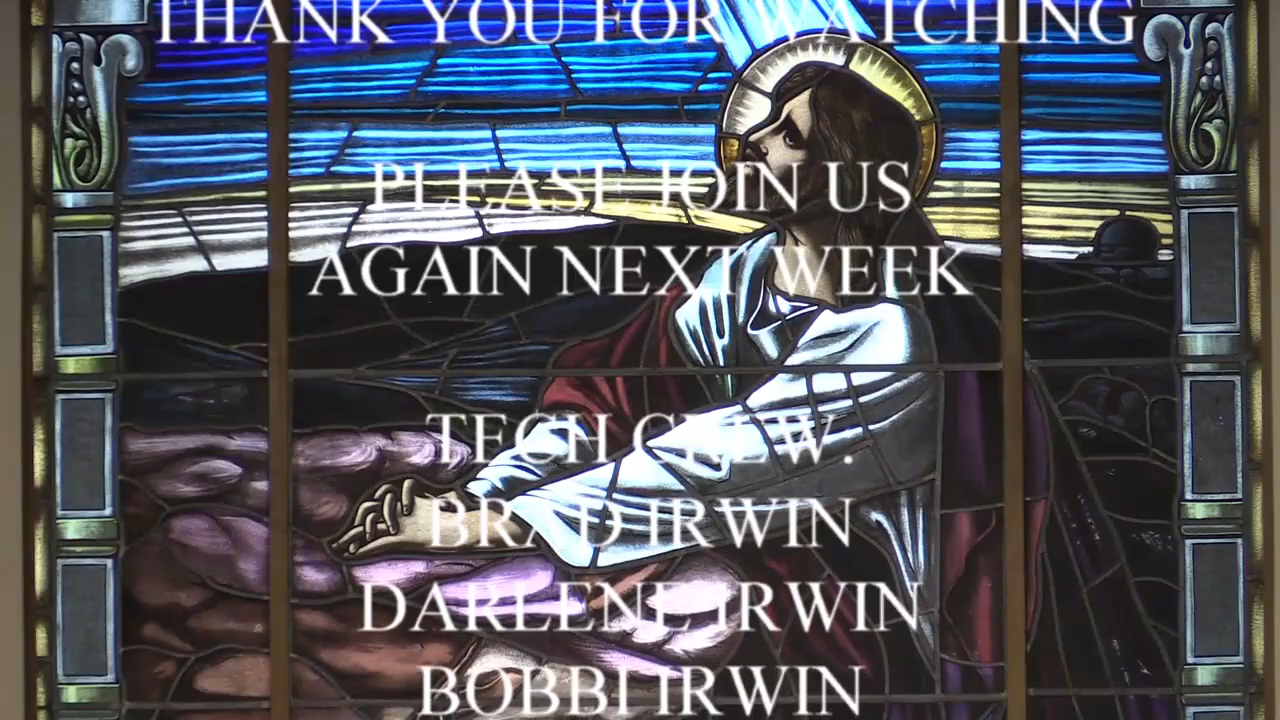 THANK YOU FOR WATCHING
PLEASE JOIN US
AGAIN NEXT WEEK
TECH CREW:
BRAD IRWIN
DARLENE IRWIN
BOBBI IRWIN